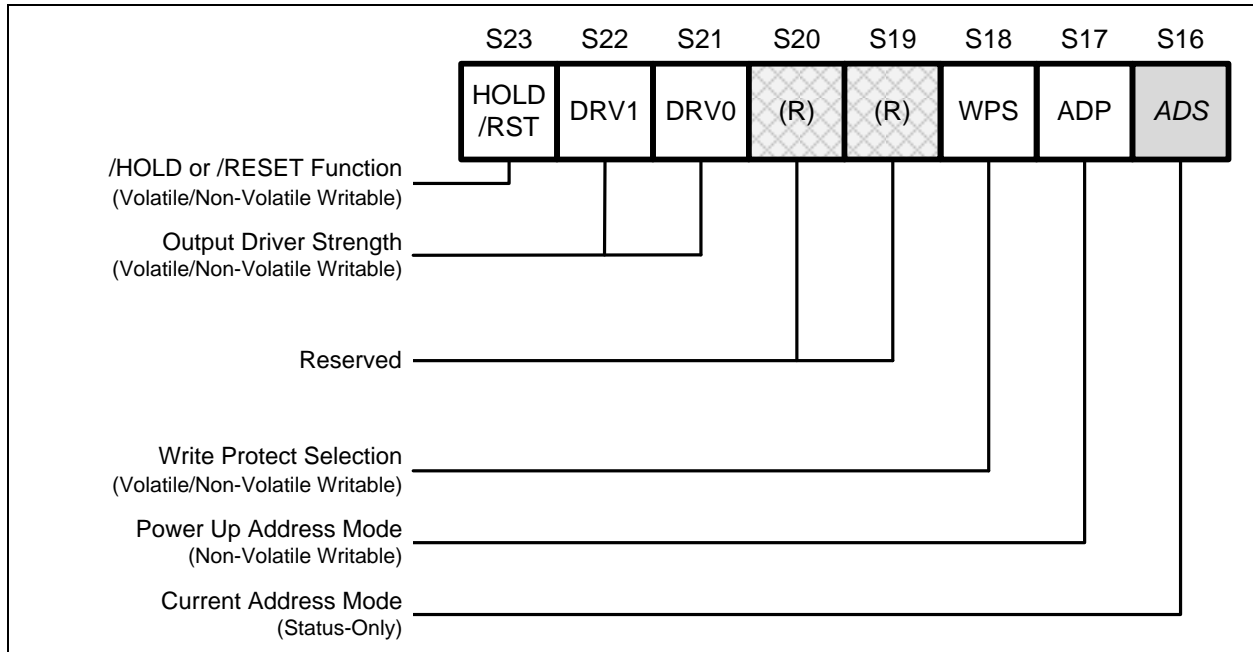 S23 S22 S21 S20 S19 S18 S17 S16
HOLD
/RST
DRV1 DRV0 (R) (R) WPS ADP ADS
/HOLD or /RESET Function
(Volatile/Non-Volatile Writable)
Output Driver Strength
(Volatile/Non-Volatile Writable)
Reserved
Write Protect Selection
(Volatile/Non-Volatile Writable)
Power Up Address Mode
(Non-Volatile Writable)
Current Address Mode
(Status-Only)